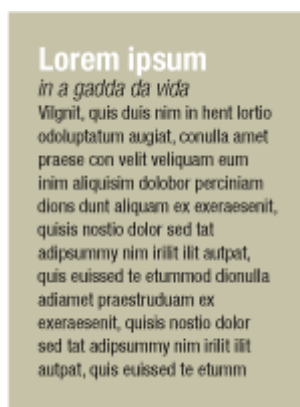 Lorem ipsum
in a gadda da vida
Vilgnit, quis duis nim in hent lortio
odoluptatum augiat, conulla amet
praese con velit veliquam eum
inim aliquisim dolobor perciniam
dions dunt aliquam ex exeraesenit,
quisis nostio dolor sed tat
adipsummy nim irilit ilit autpat,
quis euissed te etummod dionulla
adiamet praestruduam ex
exeraesenit, quisis nostio dolor
sed tat adipsummy nim irilit ilit
autpat, quis euissed te etumm